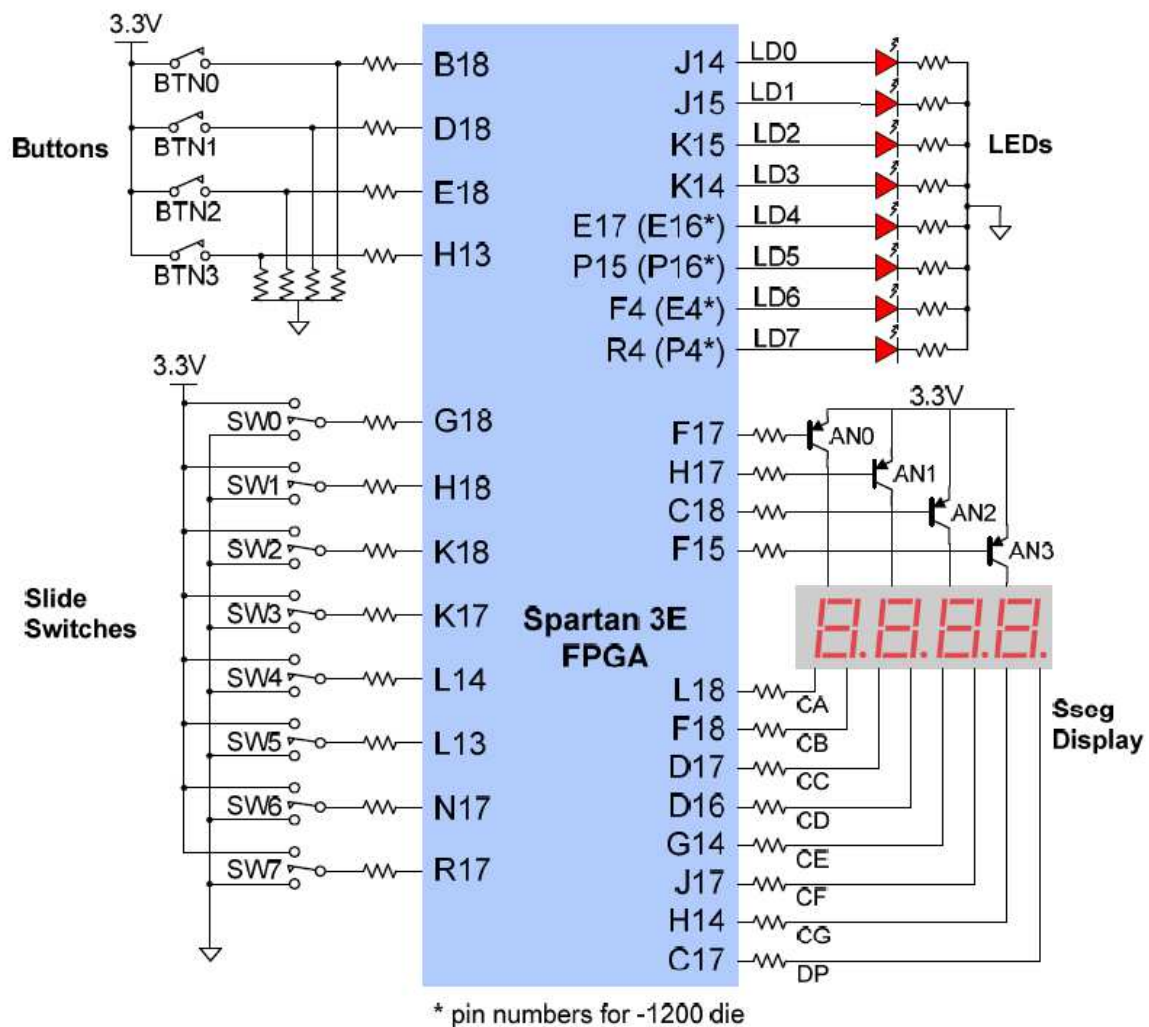 3.3V
BTN0
BTN1
BTN2
BTN3
Buttons
B18
D18
E18
H13
J14
J15
K15
K14
E17 (E16*)
P15 (P16*)
F4 (E4*)
R4 (P4*)
LD0
LD1
LD2
LD3
LD4
LD5
LD6
LD7
LEDs
3.3V
SW0
SW1
SW2
SW3
SW4
SW5
SW6
SW7
Slide
Switches
G18
H18
K18
K17
L14
L13
N17
R17
Spartan 3E
FPGA
3.3V
F17
H17
C18
F15
AN0
AN1
AN2
AN3
8.8.8.8.
L18
F18
D17
D16
G14
J17
H14
C17
CA
CB
CC
CD
CE
CF
CG
DP
Sseg
Display
* pin numbers for -1200 die